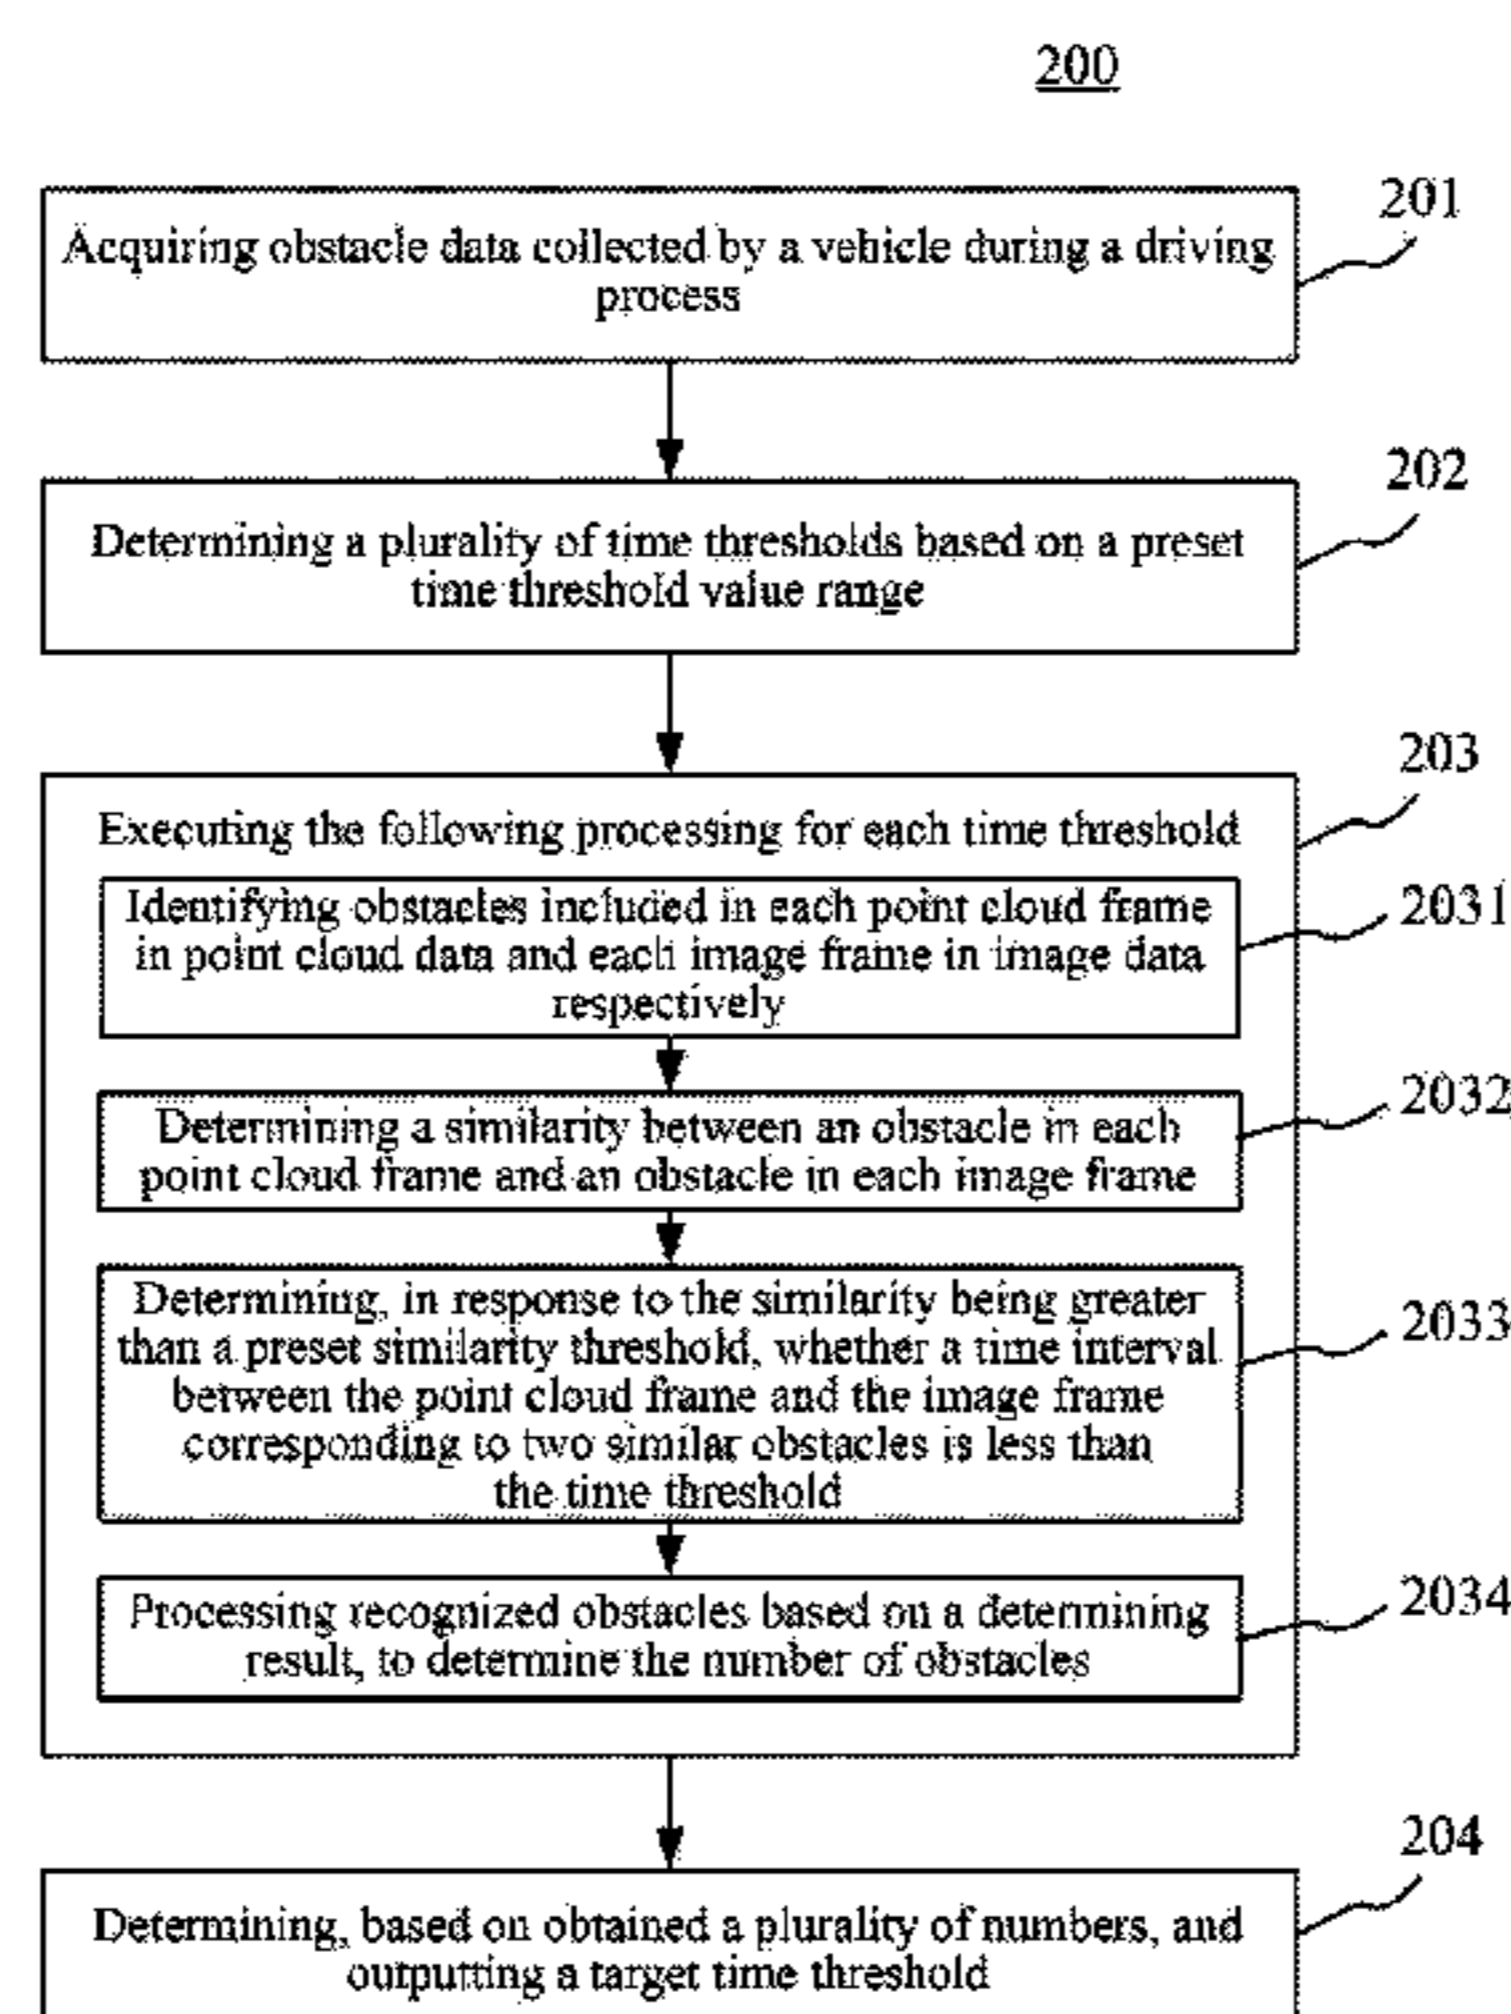 200
201
Acquiring obstacle data collected by a vehicle during a driving
process
202
Determining a plurality of time thresholds based on a preset
time threshold value range
203
Executing the following processing for each time threshold
2031
Identifying obstacles included in each point cloud frame
in point cloud data and each image frame in image data
respectively
2032
Determining a similarity between an obstacle in each
point cloud frame and an obstacle in each image frame
2033
Determining, in response to the similarity being greater
than a preset similarity threshold, whether a time interval
between the point cloud frame and the image frame
corresponding to two similar obstacles is less than
the time threshold
2034
Processing recognized obstacles based on a determining
result, to determine the number of obstacles
204
Determining, based on obtained a plurality of numbers, and
outputting a target time threshold